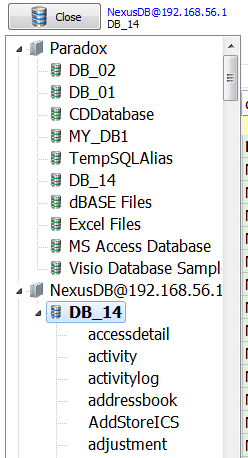 Close
NexusDB@192.168.56.1
DB_14
Paradox
DB_02
DB_01
CDDatabase
MY_DB1
TempSQLAlias
DB_14
dBASE Files
Excel Files
MS Access Database
Visio Database Sampl
NexusDB@192.168.56.1
DB_14
accessdetail
activity
activitylog
addressbook
AddStoreICS
adjustment